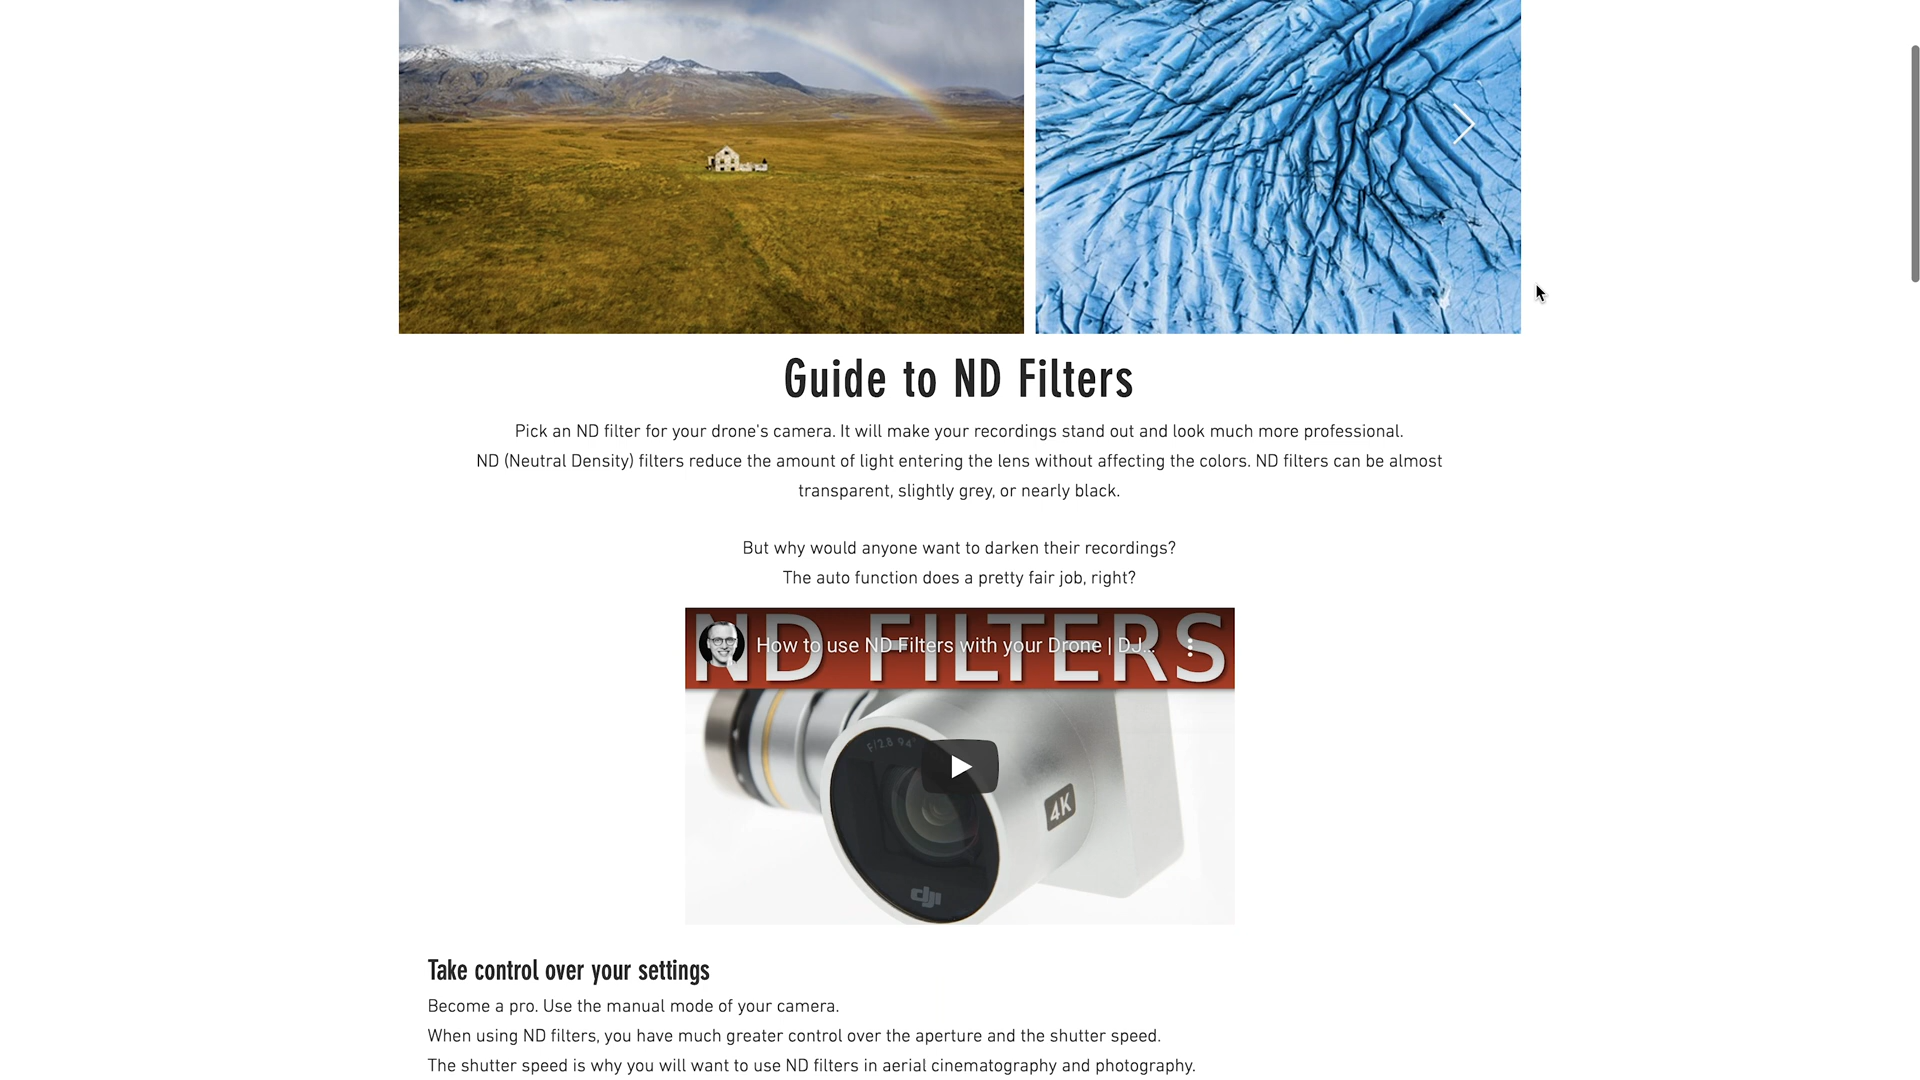 Guide to ND Filters
Pick an ND filter for your drone's camera. It will make your recordings stand out and look much more professional.
ND (Neutral Density) filters reduce the amount of light entering the lens without affecting the colors. ND filters can be almost
transparent, slightly grey, or nearly black.
But why would anyone want to darken their recordings?
The auto function does a pretty fair job, right?
ND FILTERS
How to use ND Filters with your Drone | DJ...
F/2.8 94°
4K
dji
Take control over your settings
Become a pro. Use the manual mode of your camera.
When using ND filters, you have much greater control over the aperture and the shutter speed.
The shutter speed is why you will want to use ND filters in aerial cinematography and photography.